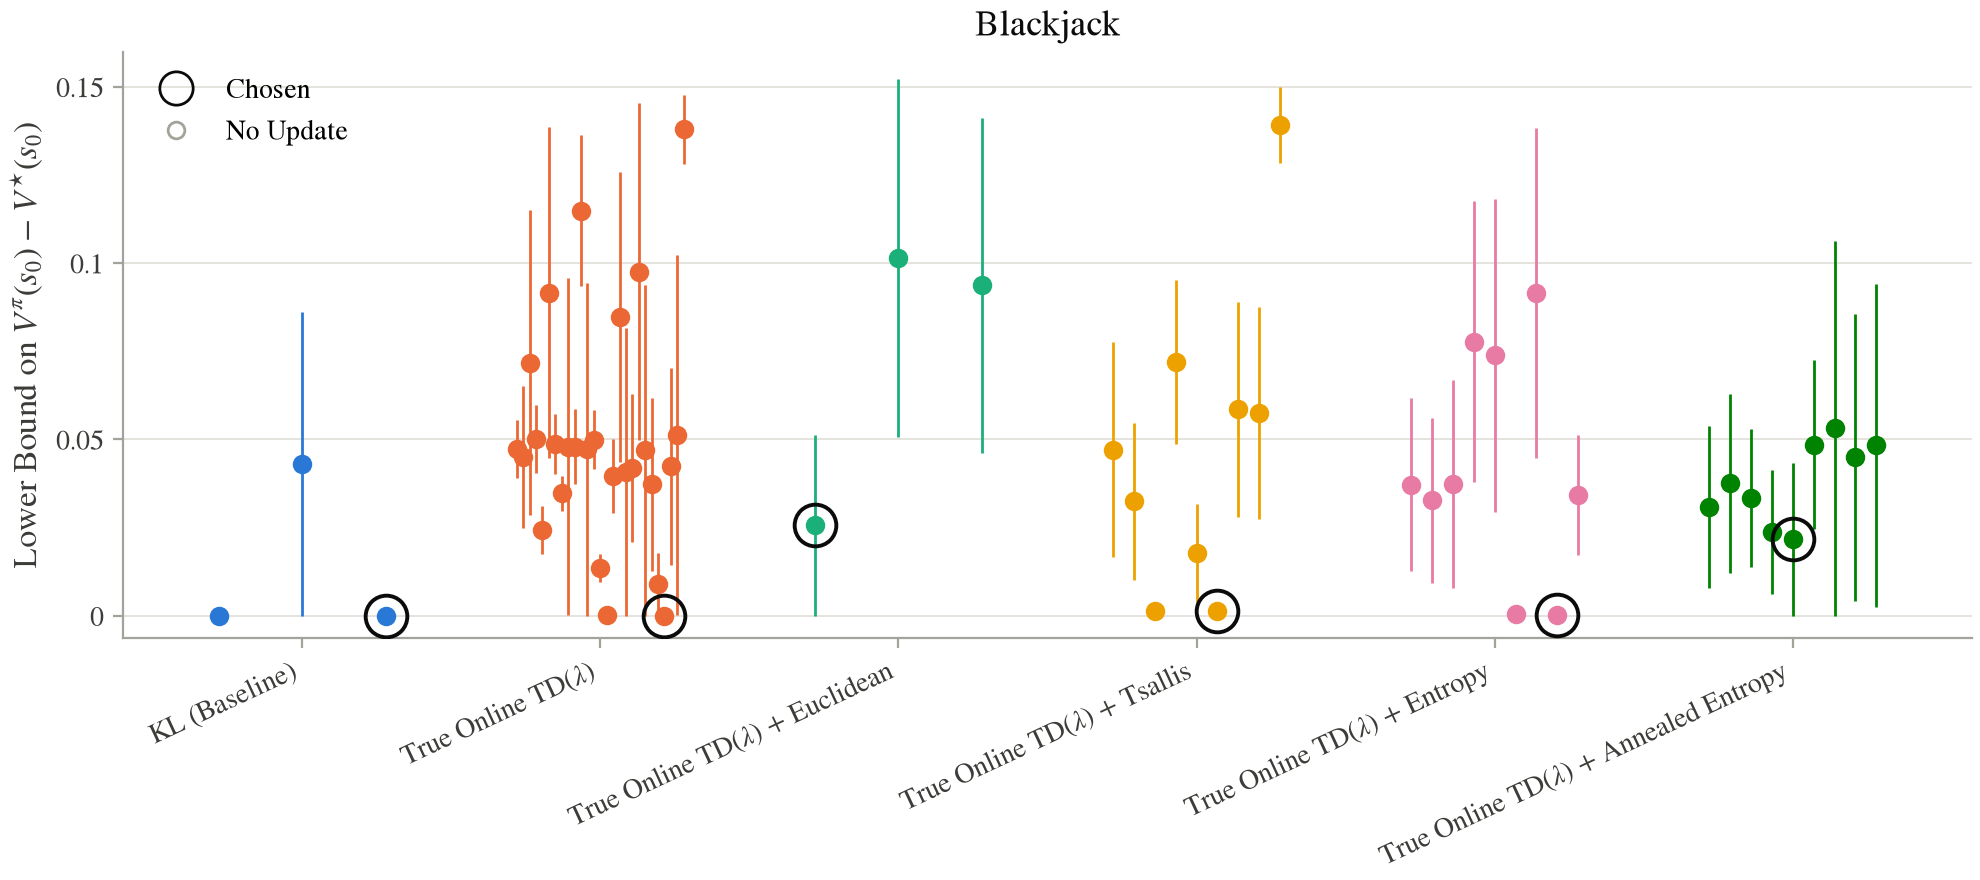 Blackjack
Chosen
No Update
Lower Bound on V^π(s₀) − V^★(s₀)
0.15
0.1
0.05
0
KL (Baseline)
True Online TD(λ)
True Online TD(λ) + Euclidean
True Online TD(λ) + Tsallis
True Online TD(λ) + Entropy
True Online TD(λ) + Annealed Entropy